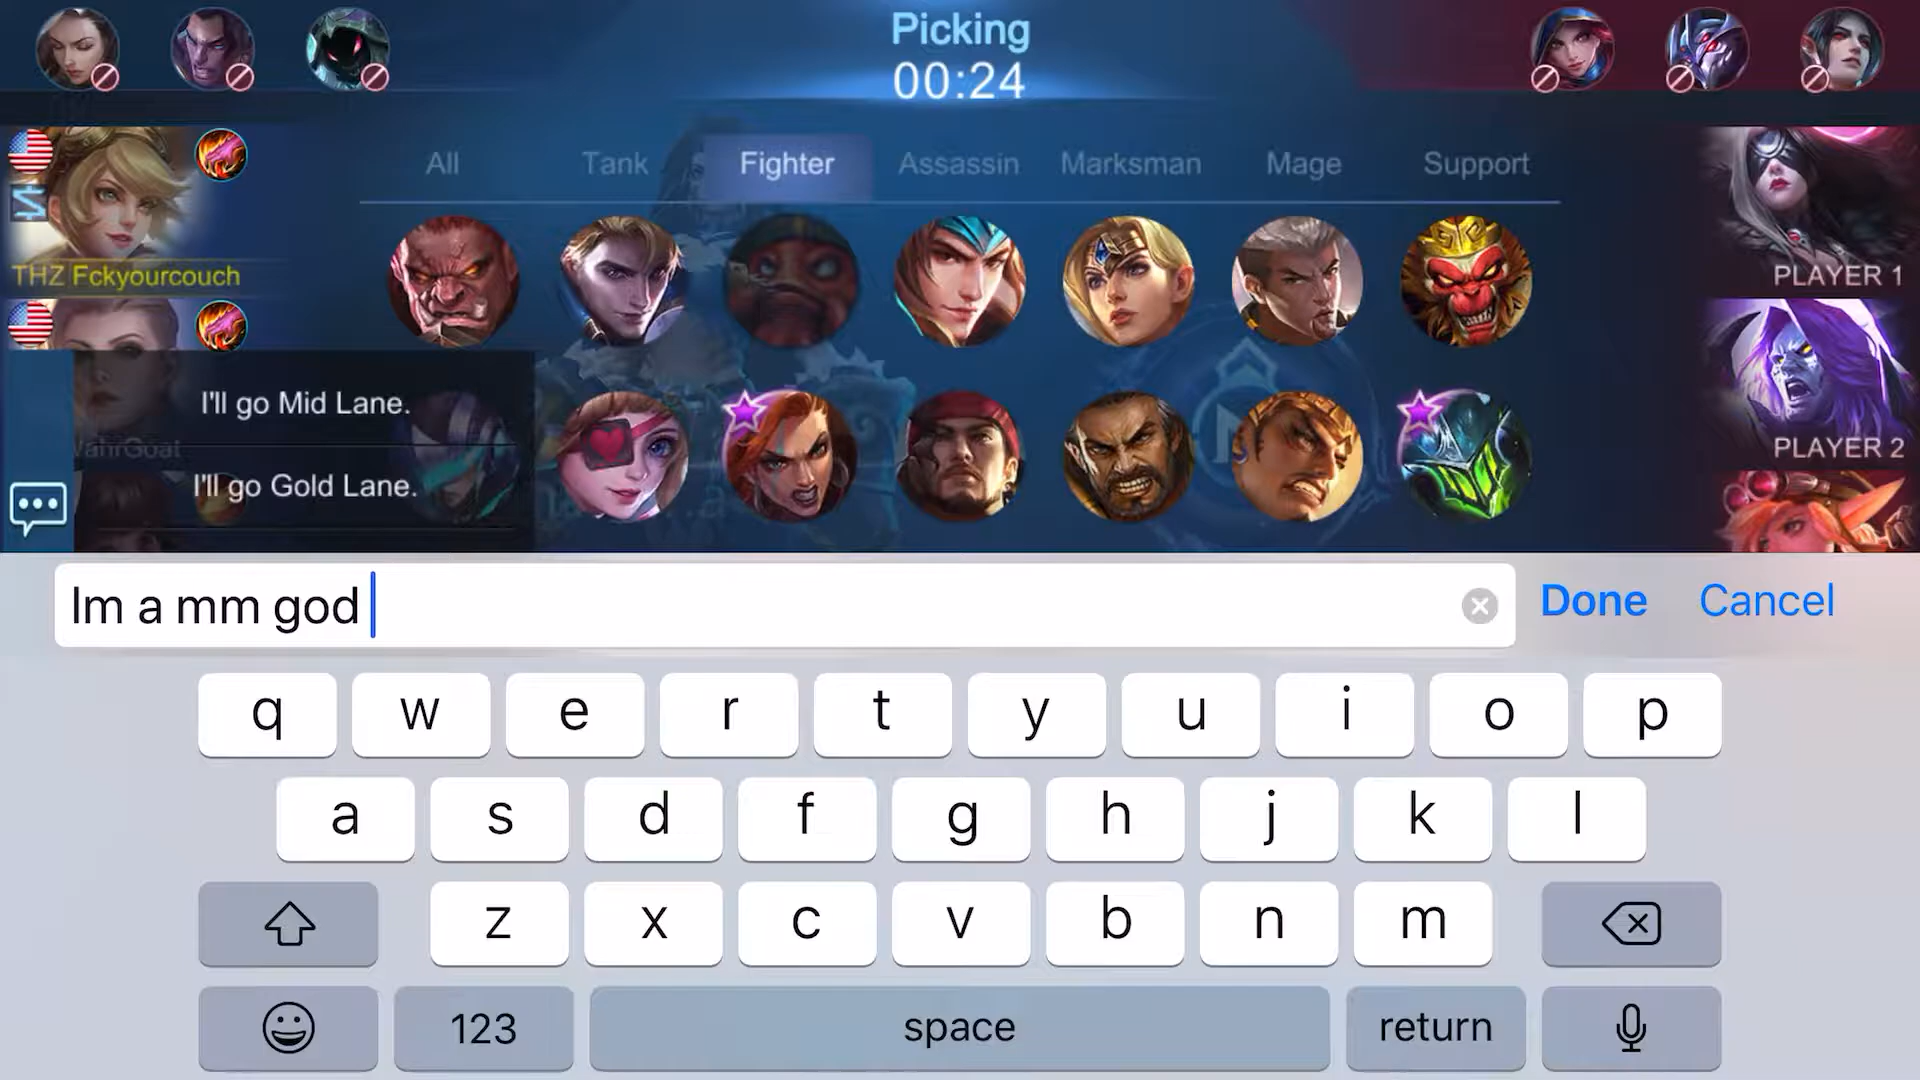 Picking
00:24
All Tank Fighter Assassin Marksman Mage Support
THZ Fckyourcouch
PLAYER 1
I'll go Mid Lane.
PLAYER 2
I'll go Gold Lane.
Im a mm god
Done Cancel
q w e r t y u i o p
a s d f g h j k l
z x c v b n m
123 space return